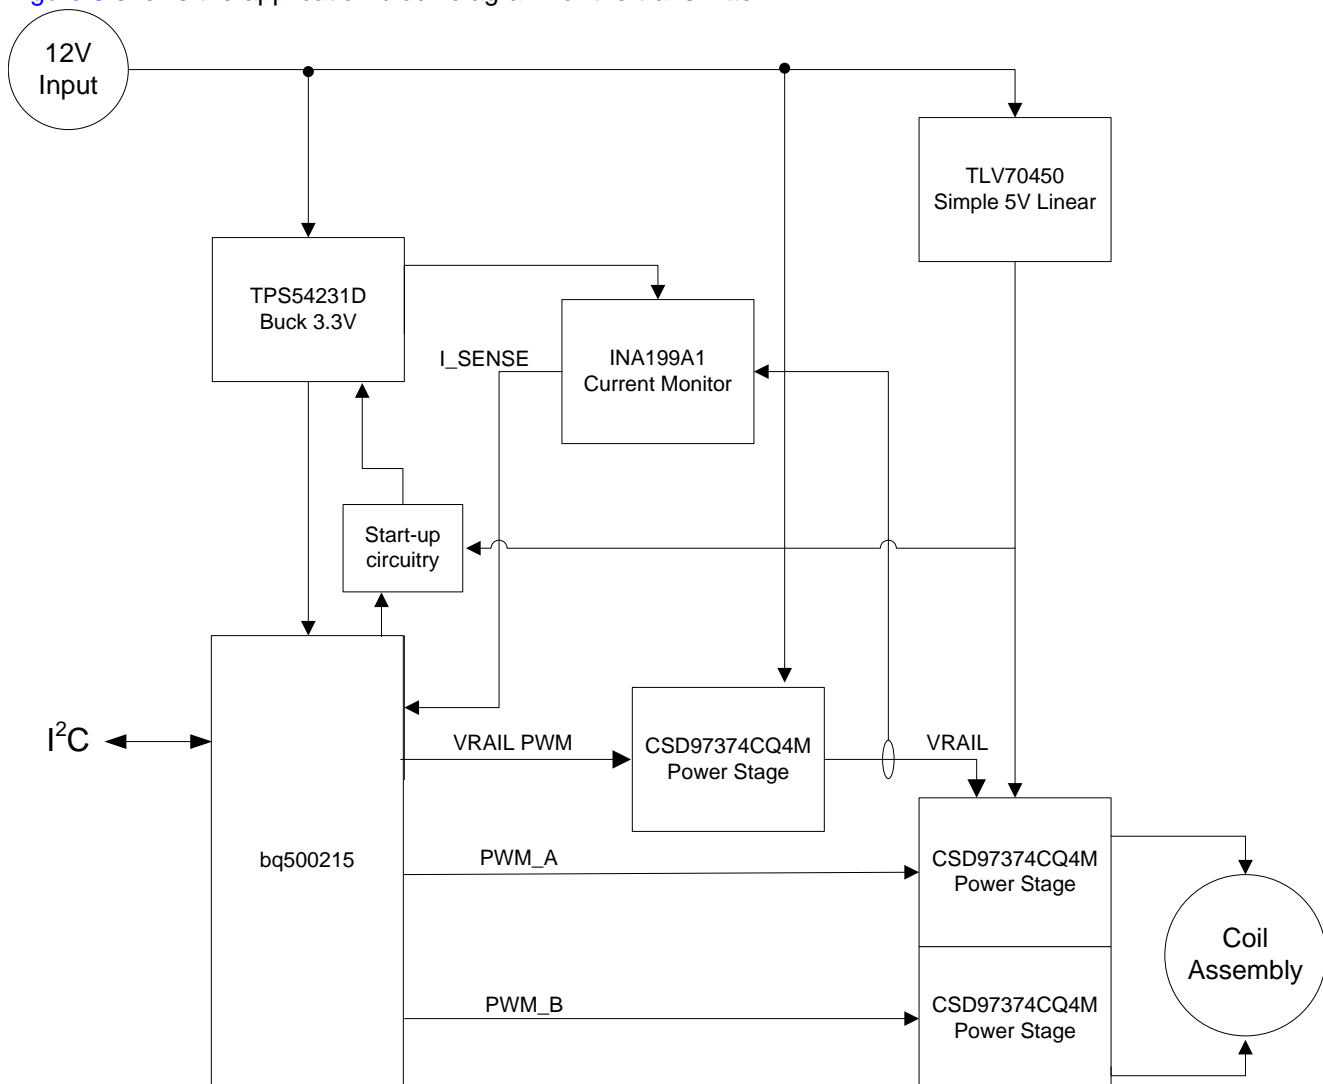 12V
Input
TLV70450
Simple 5V Linear
TPS54231D
Buck 3.3V
INA199A1
Current Monitor
I_SENSE
Start-up
circuitry
I²C
VRAIL PWM
CSD97374CQ4M
Power Stage
VRAIL
bq500215
PWM_A
CSD97374CQ4M
Power Stage
Coil
Assembly
PWM_B
CSD97374CQ4M
Power Stage